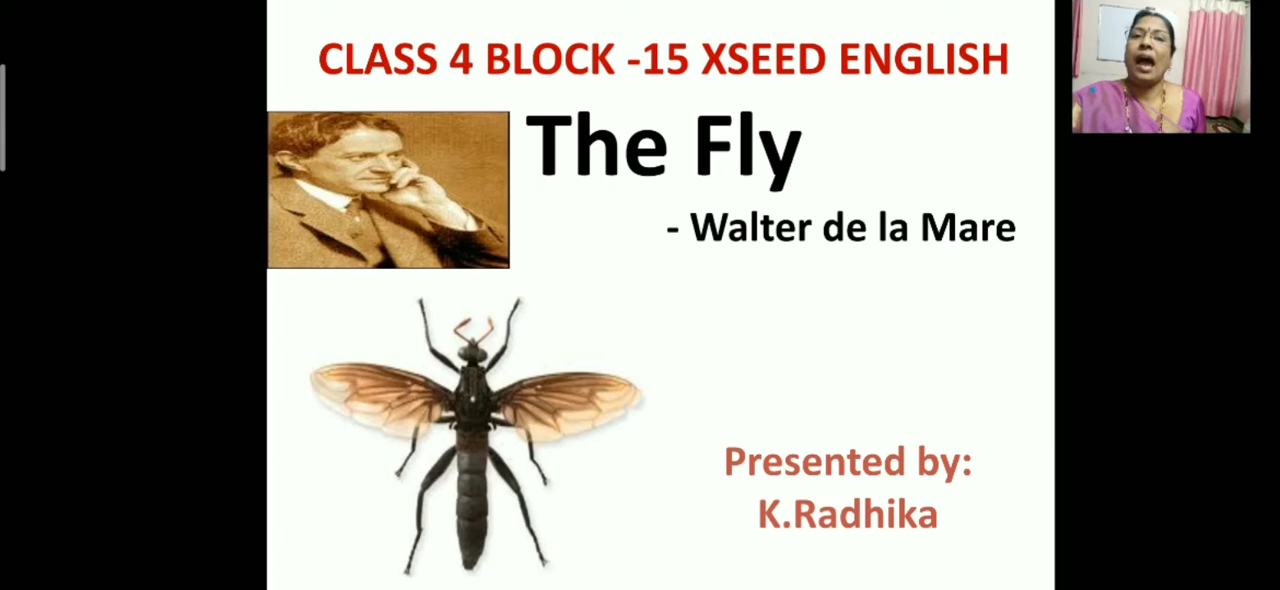 CLASS 4 BLOCK -15 XSEED ENGLISH
The Fly
- Walter de la Mare
Presented by:
K.Radhika